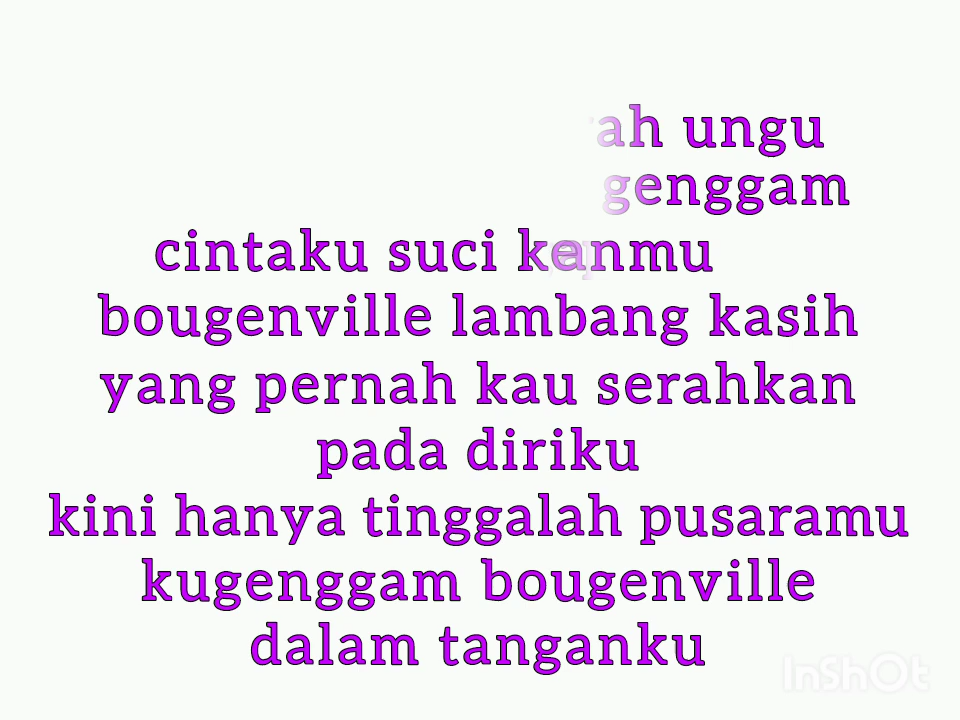 ungu
genggam
cintaku suci
bougenville lambang kasih
yang pernah kau serahkan
pada diriku
kini hanya tinggalah pusaramu
kugenggam bougenville
dalam tanganku
InShOt